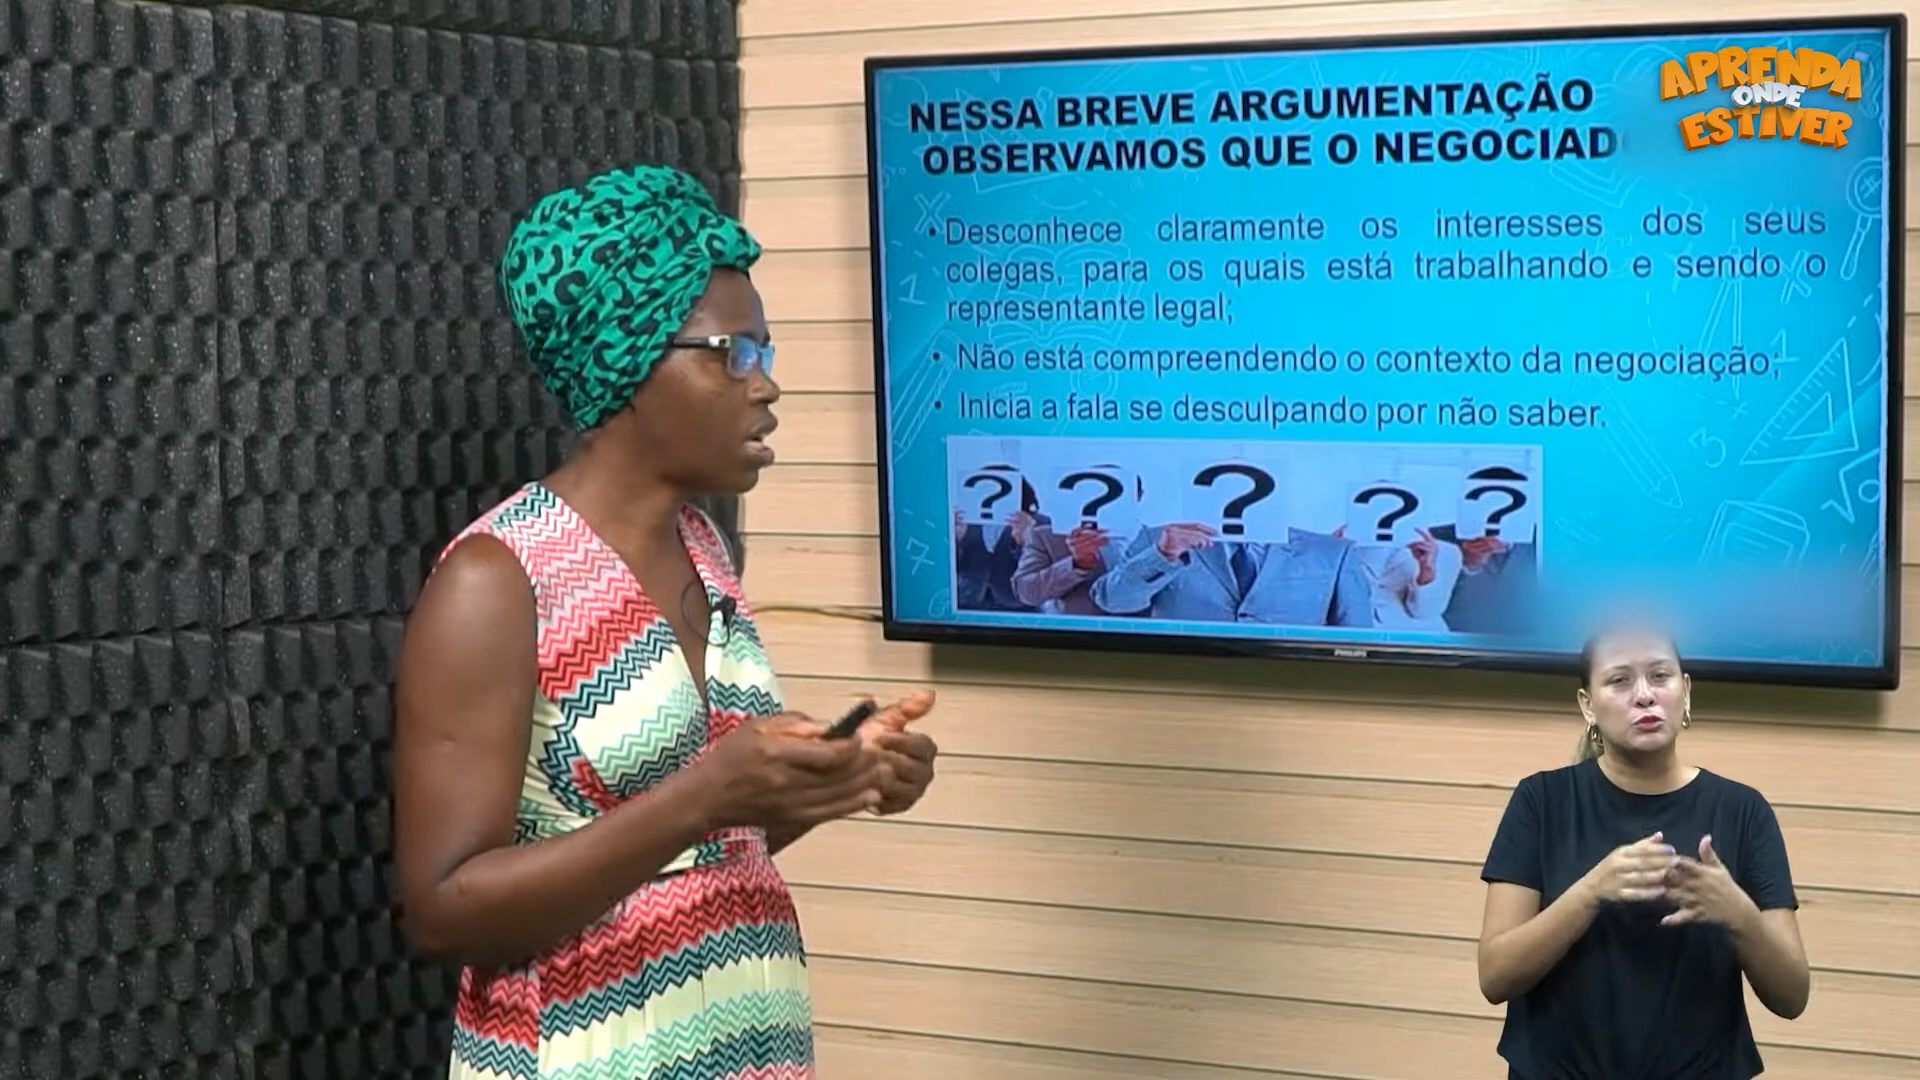 APRENDA
ONDE
ESTIVER
NESSA BREVE ARGUMENTAÇÃO
OBSERVAMOS QUE O
• Desconhece claramente os interesses dos seus
colegas, para os quais está trabalhando e sendo o
representante legal;
• Não está compreendendo o contexto da negociação;
• Inicia a fala se desculpando por não saber.
? ? ? ? ?
PHILIPS